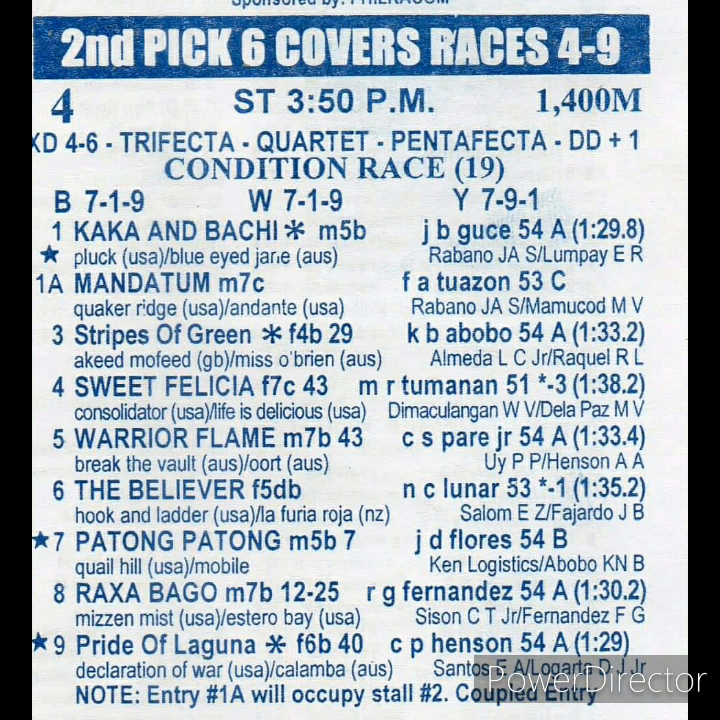 2nd PICK 6 COVERS RACES 4-9
4 ST 3:50 P.M. 1,400M
XD 4-6 - TRIFECTA - QUARTET - PENTAFECTA - DD + 1
CONDITION RACE (19)
B 7-1-9 W 7-1-9 Y 7-9-1
1 KAKA AND BACHI * m5b j b guce 54 A (1:29.8)
★ pluck (usa)/blue eyed jane (aus) Rabano JA S/Lumpay E R
1A MANDATUM m7c f a tuazon 53 C
quaker ridge (usa)/andante (usa) Rabano JA S/Mamucod M V
3 Stripes Of Green * f4b 29 k b abobo 54 A (1:33.2)
akeed mofeed (gb)/miss o'brien (aus) Almeda L C Jr/Raquel R L
4 SWEET FELICIA f7c 43 m r tumanan 51 *-3 (1:38.2)
consolidator (usa)/life is delicious (usa) Dimaculangan W V/Dela Paz M V
5 WARRIOR FLAME m7b 43 c s pare jr 54 A (1:33.4)
break the vault (aus)/oort (aus) Uy P P/Henson A A
6 THE BELIEVER f5db n c lunar 53 *-1 (1:35.2)
hook and ladder (usa)/la furia roja (nz) Salom E Z/Fajardo J B
★7 PATONG PATONG m5b 7 j d flores 54 B
quail hill (usa)/mobile Ken Logistics/Abobo KN B
8 RAXA BAGO m7b 12-25 r g fernandez 54 A (1:30.2)
mizzen mist (usa)/estero bay (usa) Sison C T Jr/Fernandez F G
★9 Pride Of Laguna * f6b 40 c p henson 54 A (1:29)
declaration of war (usa)/calamba (aus) Santos E A/Logarta D J Jr
NOTE: Entry #1A will occupy stall #2. Coupled Entry
PowerDirector